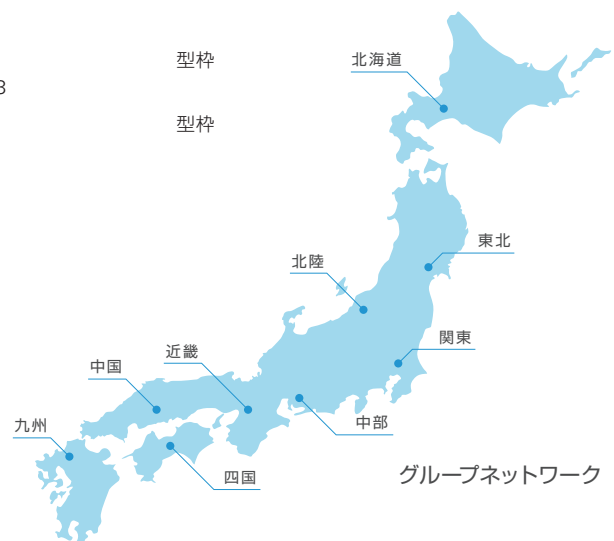 型枠
北海道
3
型枠
東北
北陸
関東
近畿
中国
中部
九州
四国
グループネットワーク